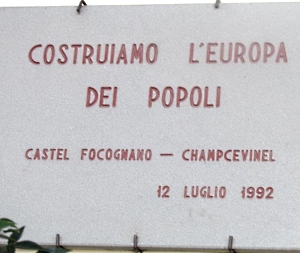 COSTRUIAMO L'EUROPA
DEI POPOLI
CASTEL FOCOGNANO — CHAMPCEVINEL
12 LUGLIO 1992